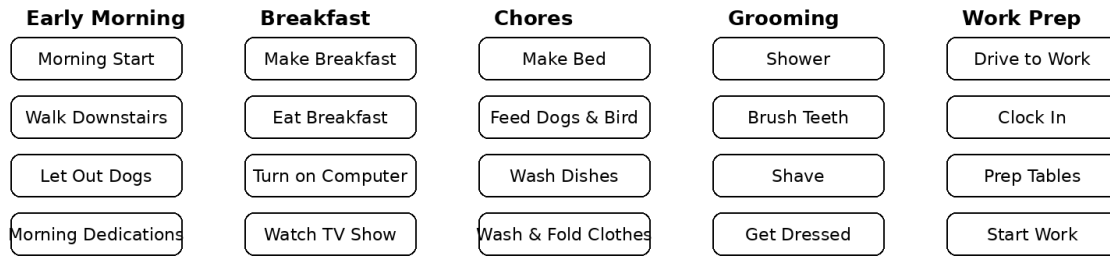 Early Morning
Morning Start
Walk Downstairs
Let Out Dogs
Morning Dedications
Breakfast
Make Breakfast
Eat Breakfast
Turn on Computer
Watch TV Show
Chores
Make Bed
Feed Dogs & Bird
Wash Dishes
Wash & Fold Clothes
Grooming
Shower
Brush Teeth
Shave
Get Dressed
Work Prep
Drive to Work
Clock In
Prep Tables
Start Work